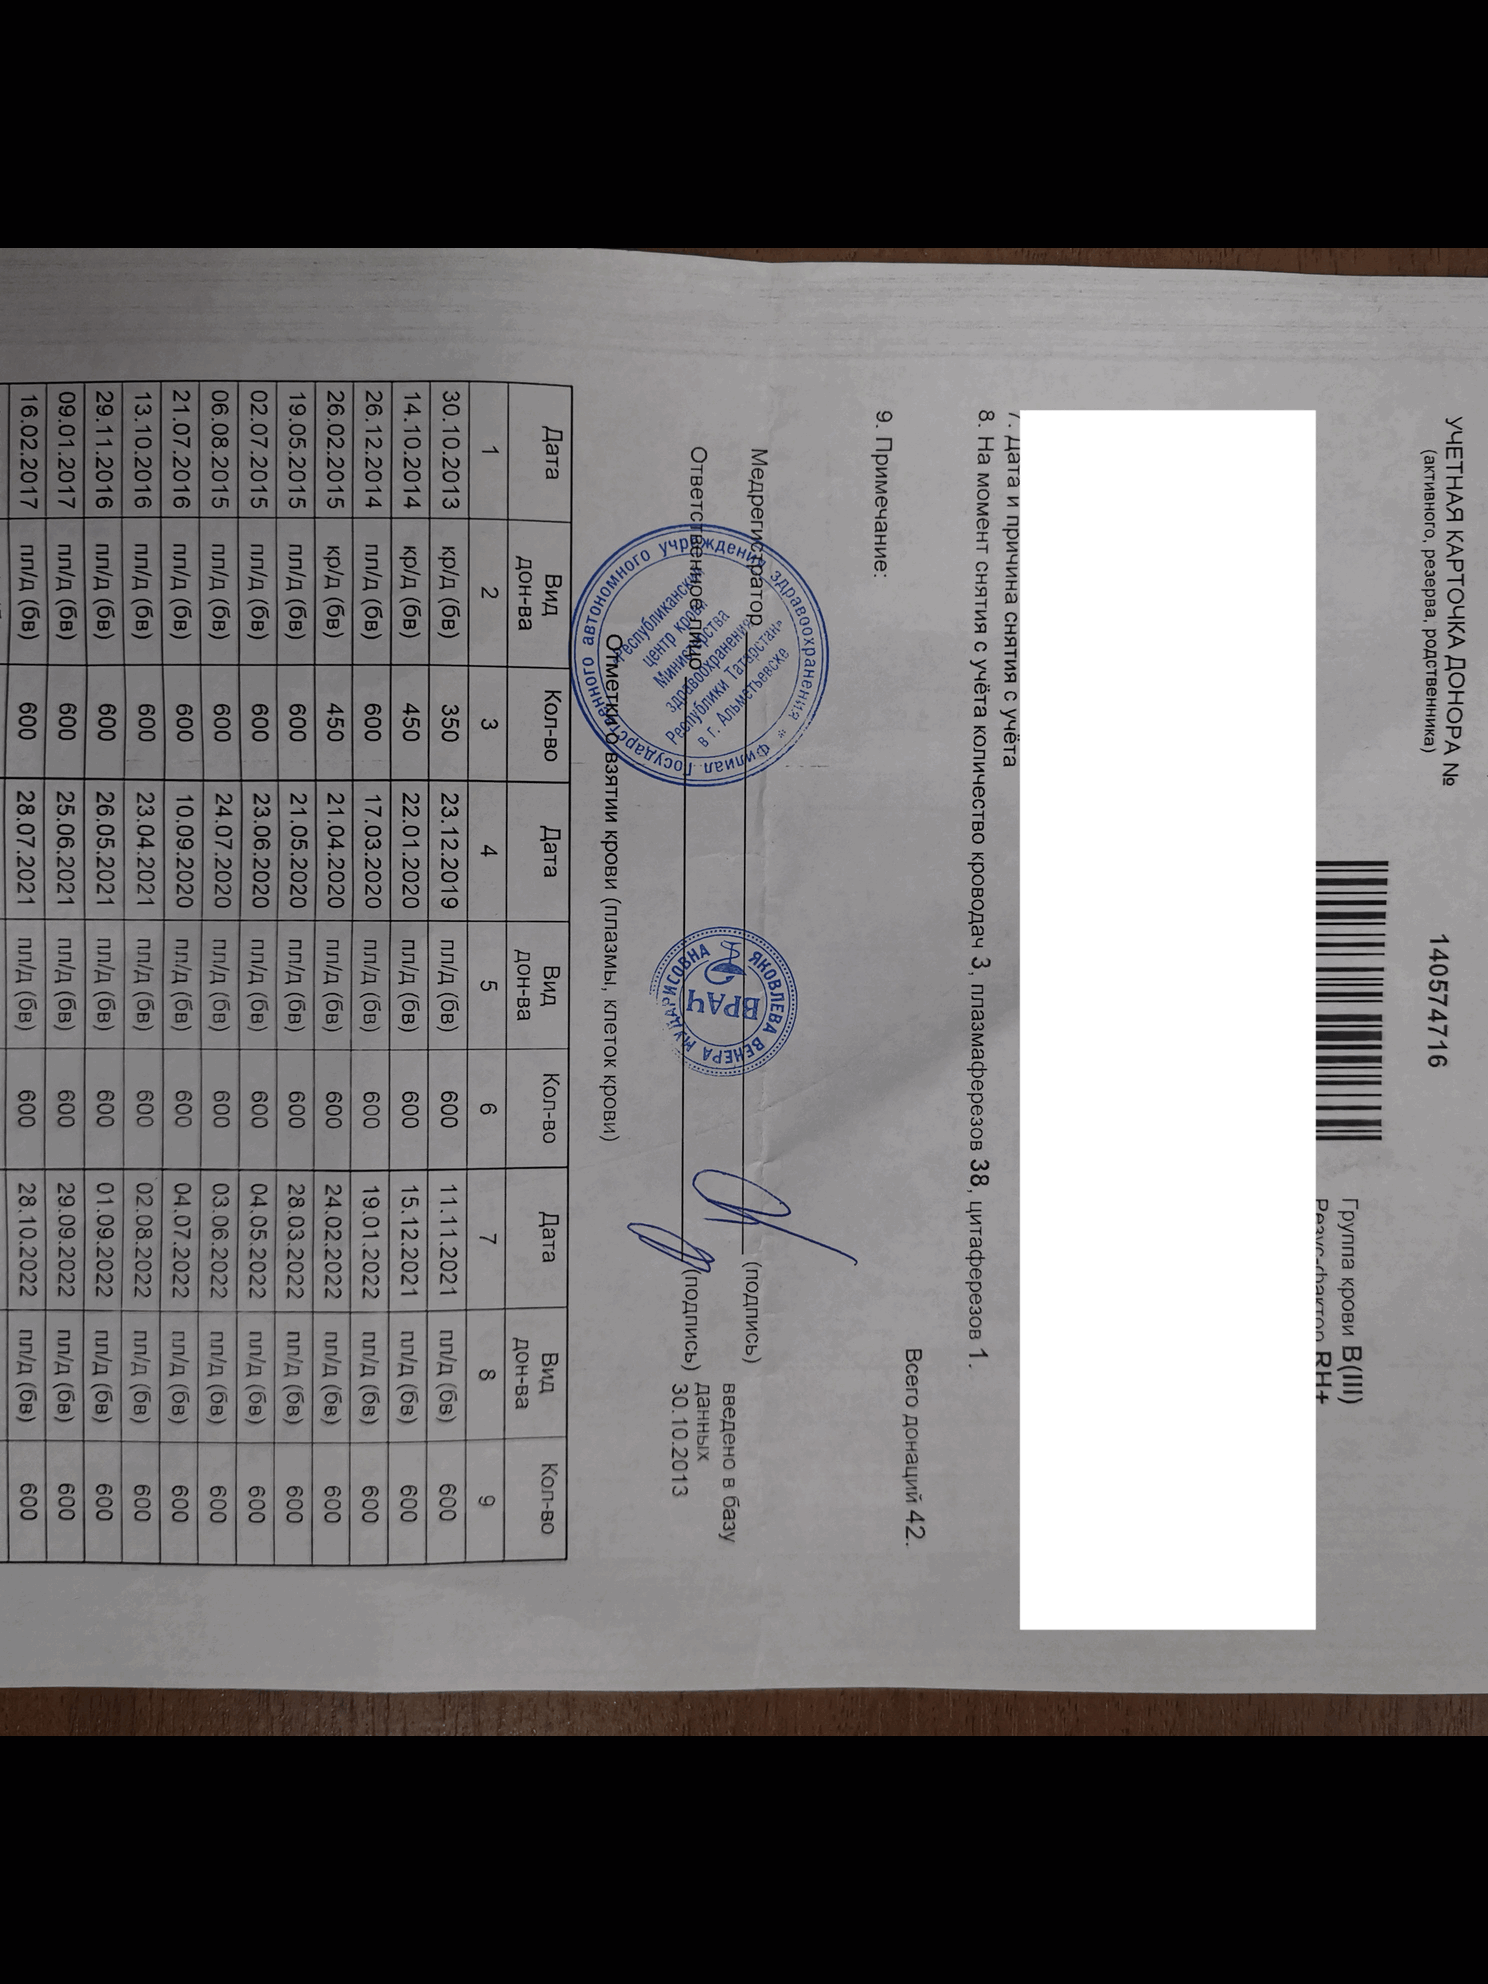 УЧЕТНАЯ КАРТОЧКА ДОНОРА № 140574716
(активного, резерва, родственника)
Группа крови B(III)
Резус-фактор RH+
7. Дата и причина снятия с учёта
8. На момент снятия с учёта количество кроводач 3, плазмаферезов 38, цитаферезов 1.
Всего донаций 42.
9. Примечание:
Медрегистратор (подпись)
Ответственное лицо (подпись)
введено в базу
данных
30.10.2013
Филиал Государственного автономного учреждения здравоохранения
«Республиканский
центр крови
Министерства
здравоохранения
Республики Татарстан»
в г. Альметьевске
ЯКОВЛЕВА ВЕНЕРА МУДАРИСОВНА
ВРАЧ
Отметки о взятии крови (плазмы, клеток крови)
Дата Вид дон-ва Кол-во Дата Вид дон-ва Кол-во Дата Вид дон-ва Кол-во
1 2 3 4 5 6 7 8 9
30.10.2013 кр/д (бв) 350 23.12.2019 пл/д (бв) 600 11.11.2021 пл/д (бв) 600
14.10.2014 кр/д (бв) 450 22.01.2020 пл/д (бв) 600 15.12.2021 пл/д (бв) 600
26.12.2014 пл/д (бв) 600 17.03.2020 пл/д (бв) 600 19.01.2022 пл/д (бв) 600
26.02.2015 кр/д (бв) 450 21.04.2020 пл/д (бв) 600 24.02.2022 пл/д (бв) 600
19.05.2015 пл/д (бв) 600 21.05.2020 пл/д (бв) 600 28.03.2022 пл/д (бв) 600
02.07.2015 пл/д (бв) 600 23.06.2020 пл/д (бв) 600 04.05.2022 пл/д (бв) 600
06.08.2015 пл/д (бв) 600 24.07.2020 пл/д (бв) 600 03.06.2022 пл/д (бв) 600
21.07.2016 пл/д (бв) 600 10.09.2020 пл/д (бв) 600 04.07.2022 пл/д (бв) 600
13.10.2016 пл/д (бв) 600 23.04.2021 пл/д (бв) 600 02.08.2022 пл/д (бв) 600
29.11.2016 пл/д (бв) 600 26.05.2021 пл/д (бв) 600 01.09.2022 пл/д (бв) 600
09.01.2017 пл/д (бв) 600 25.06.2021 пл/д (бв) 600 29.09.2022 пл/д (бв) 600
16.02.2017 пл/д (бв) 600 28.07.2021 пл/д (бв) 600 28.10.2022 пл/д (бв) 600